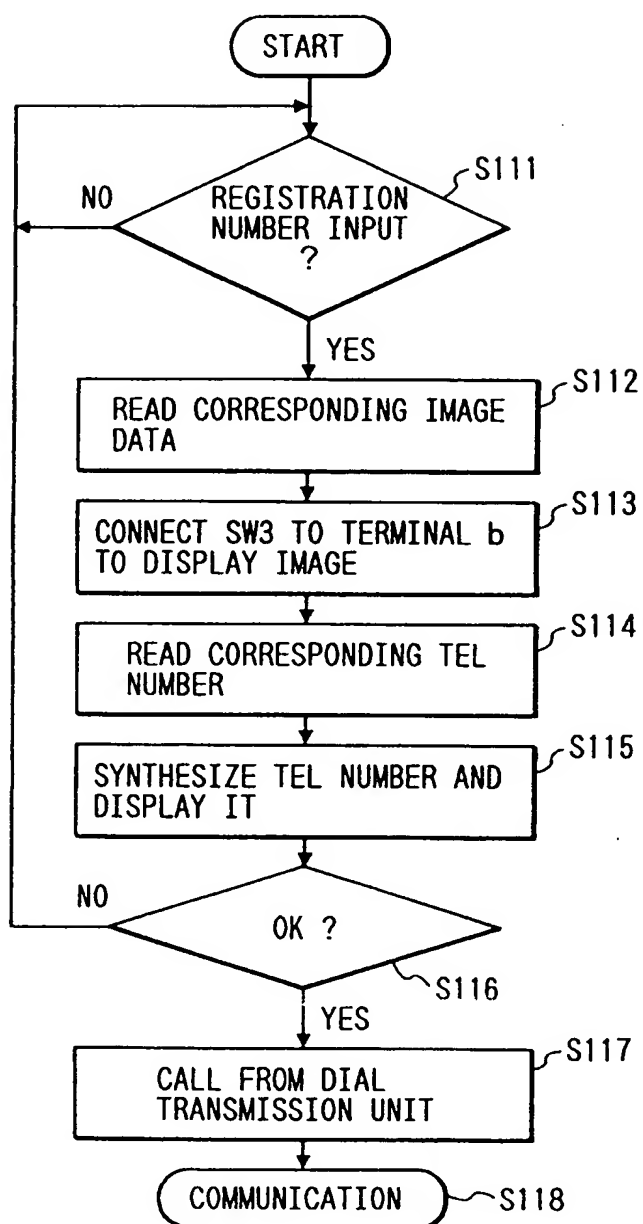 START
S111
NO
REGISTRATION
NUMBER INPUT
?
YES
S112
READ CORRESPONDING IMAGE
DATA
S113
CONNECT SW3 TO TERMINAL b
TO DISPLAY IMAGE
S114
READ CORRESPONDING TEL
NUMBER
S115
SYNTHESIZE TEL NUMBER AND
DISPLAY IT
NO
OK ?
S116
YES
S117
CALL FROM DIAL
TRANSMISSION UNIT
COMMUNICATION
S118